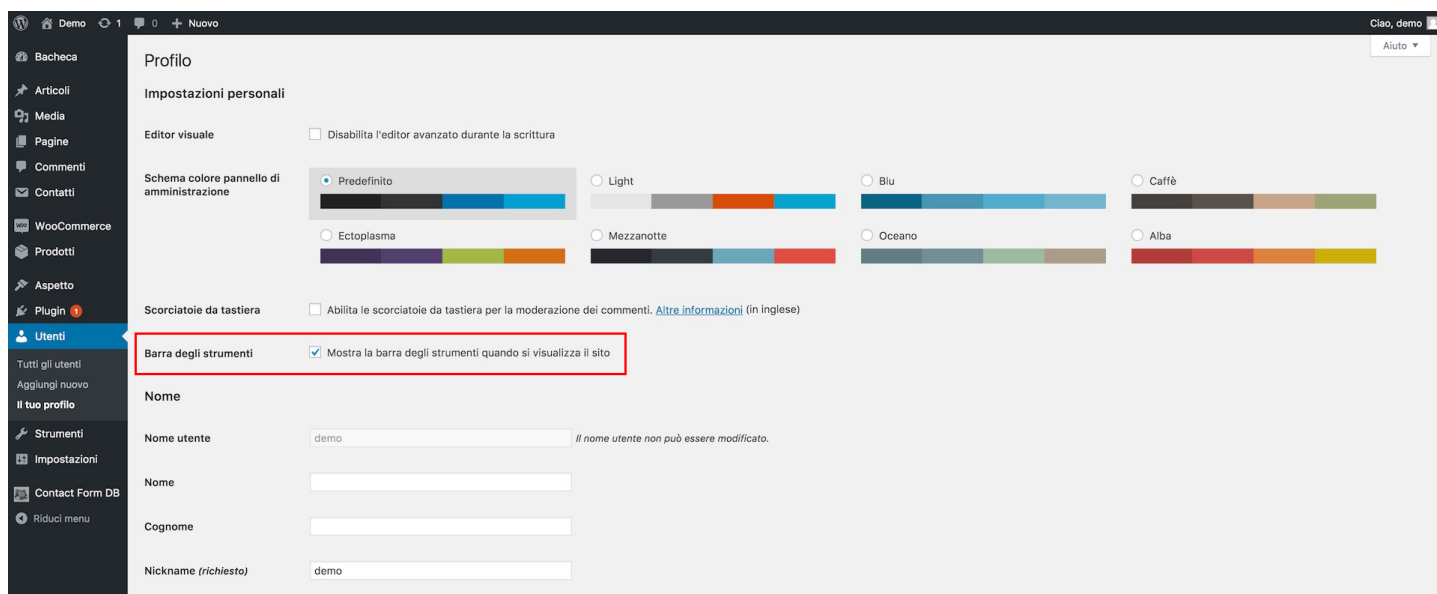 Demo 1 0 + Nuovo Ciao, demo
Aiuto ▼
Bacheca
Articoli
Media
Pagine
Commenti
Contatti
WooCommerce
Prodotti
Aspetto
Plugin 1
Utenti
Tutti gli utenti
Aggiungi nuovo
Il tuo profilo
Strumenti
Impostazioni
Contact Form DB
Riduci menu
Profilo
Impostazioni personali
Editor visuale Disabilita l'editor avanzato durante la scrittura
Schema colore pannello di
amministrazione
Predefinito Light Blu Caffè
Ectoplasma Mezzanotte Oceano Alba
Scorciatoie da tastiera Abilita le scorciatoie da tastiera per la moderazione dei commenti. Altre informazioni (in inglese)
Barra degli strumenti Mostra la barra degli strumenti quando si visualizza il sito
Nome
Nome utente demo Il nome utente non può essere modificato.
Nome
Cognome
Nickname (richiesto) demo